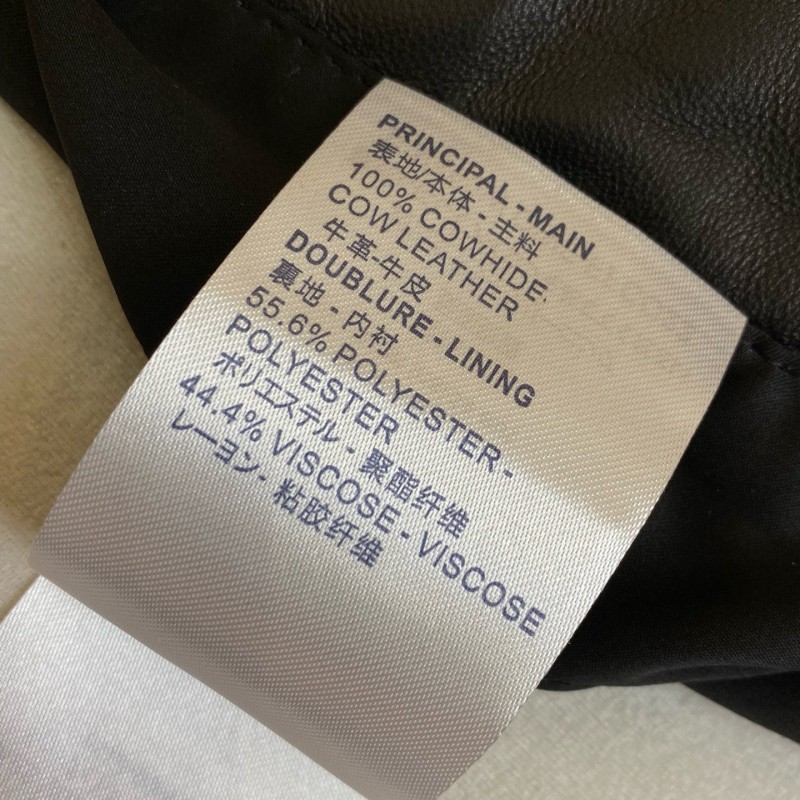 PRINCIPAL - MAIN
表地/本体 - 主料
100% COWHIDE
COW LEATHER
牛革-牛皮
DOUBLURE - LINING
裏地 - 内衬
55.6% POLYESTER -
POLYESTER
ポリエステル - 聚酯纤维
44.4% VISCOSE - VISCOSE
レーヨン - 粘胶纤维